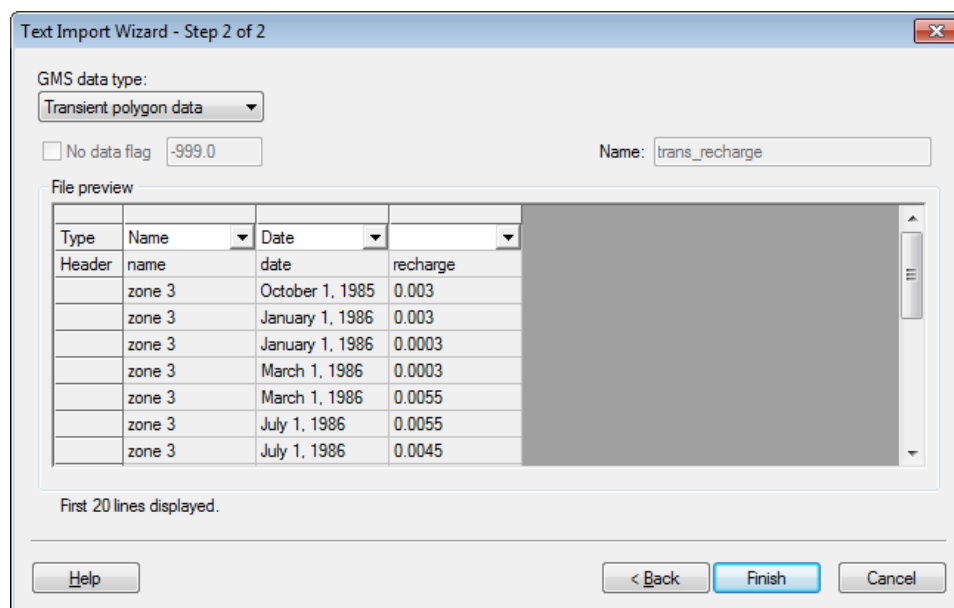 Text Import Wizard - Step 2 of 2
GMS data type:
Transient polygon data
No data flag -999.0 Name: trans_recharge
File preview
Type Name Date
Header name date recharge
zone 3 October 1, 1985 0.003
zone 3 January 1, 1986 0.003
zone 3 January 1, 1986 0.0003
zone 3 March 1, 1986 0.0003
zone 3 March 1, 1986 0.0055
zone 3 July 1, 1986 0.0055
zone 3 July 1, 1986 0.0045
First 20 lines displayed.
Help < Back Finish Cancel